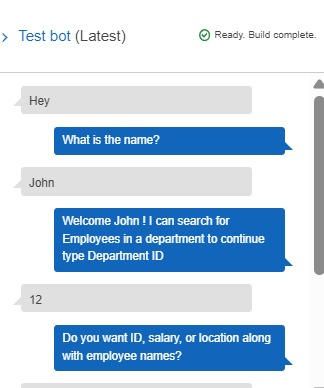 Test bot (Latest)
Ready. Build complete.
Hey
What is the name?
John
Welcome John ! I can search for
Employees in a department to continue
type Department ID
12
Do you want ID, salary, or location along
with employee names?